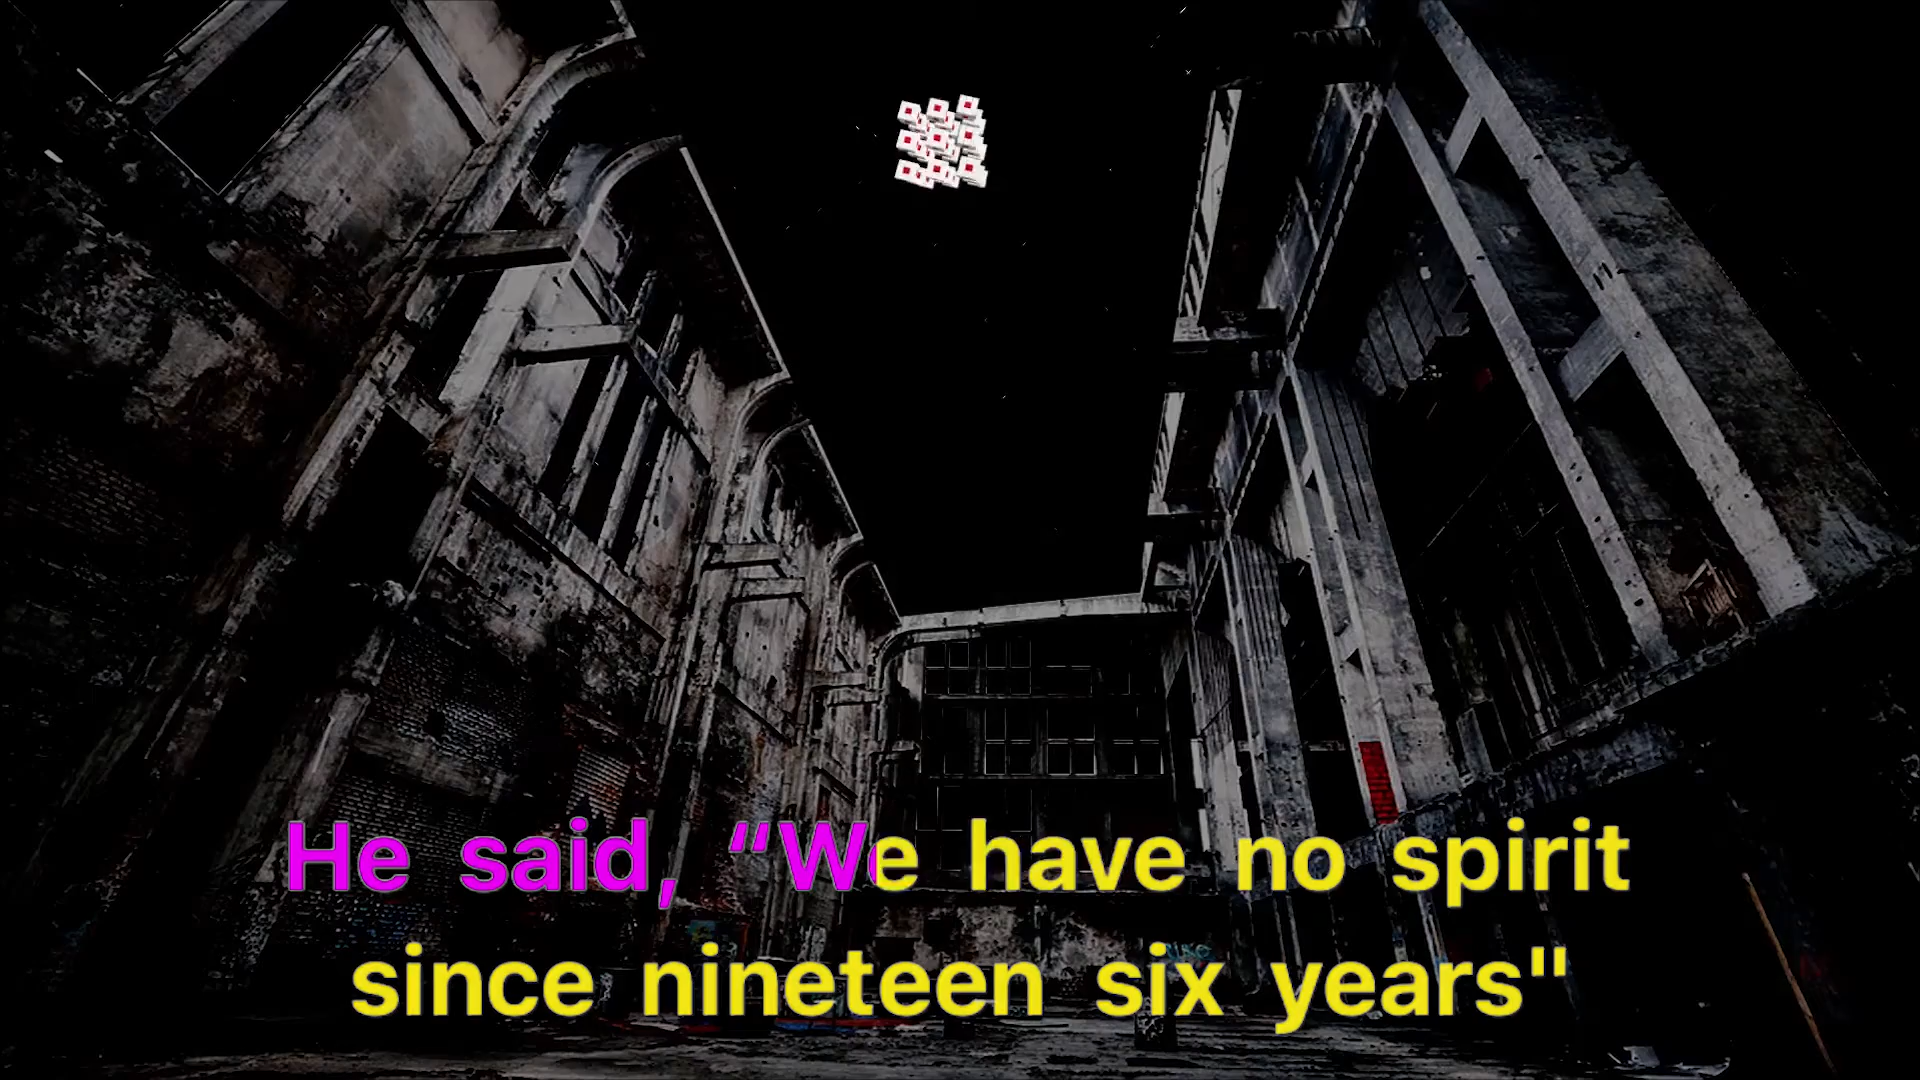 He said, “We have no spirit
since nineteen six years"